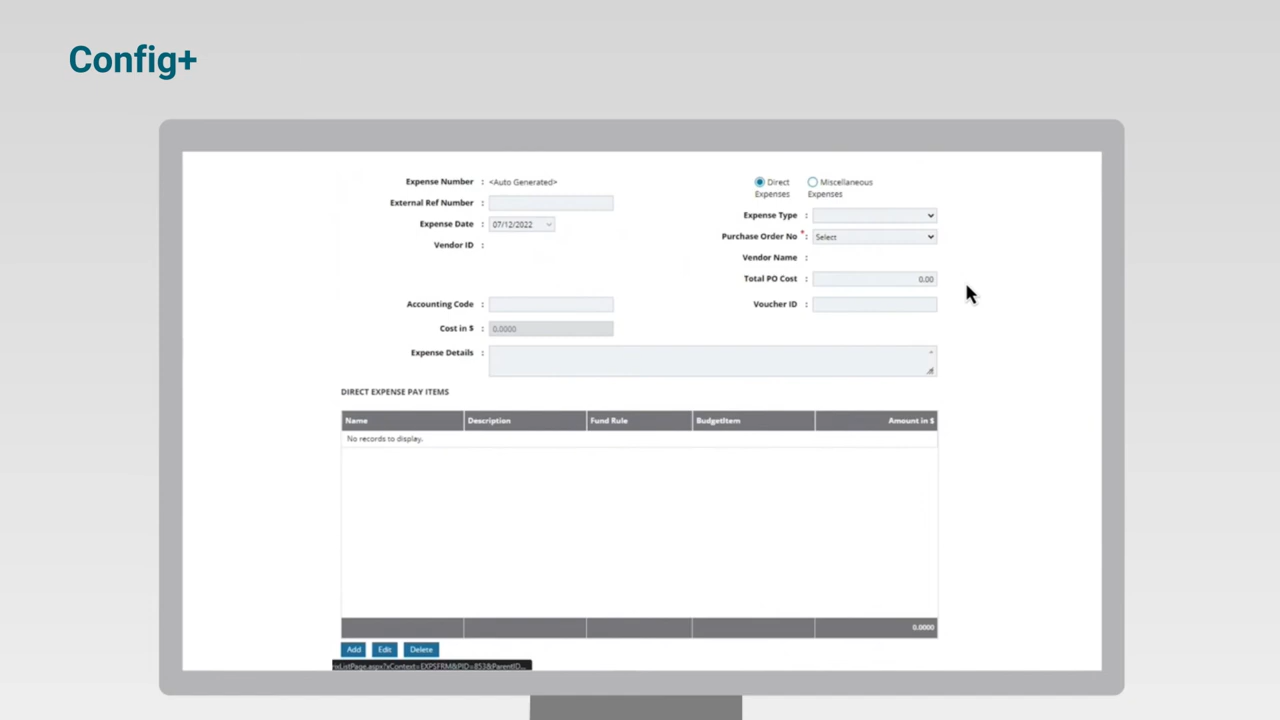 Config+
Expense Number : <Auto Generated>
Direct Expenses
Miscellaneous Expenses
External Ref Number :
Expense Type :
Expense Date : 07/12/2022
Purchase Order No * : Select
Vendor ID :
Vendor Name :
Total PO Cost : 0.00
Accounting Code :
Voucher ID :
Cost in $ : 0.0000
Expense Details :
DIRECT EXPENSE PAY ITEMS
Name Description Fund Rule BudgetItem Amount in $
No records to display.
0.0000
Add Edit Delete